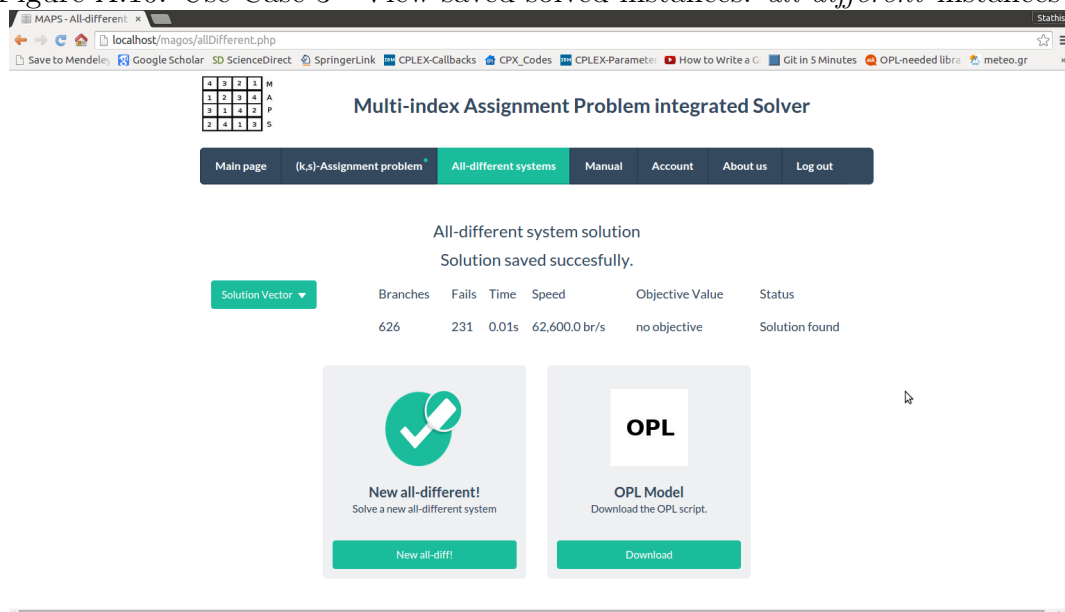 Figure A.10: Use Case 3 - View saved solved instances: all different instances
MAPS - All-different ×
Stathis
localhost/magos/allDifferent.php
Save to Mendeley Google Scholar SD ScienceDirect SpringerLink CPLEX-Callbacks CPX_Codes CPLEX-Parameter How to Write a G Git in 5 Minutes OPL-needed libra meteo.gr »
4 3 2 1 M
1 2 3 4 A
3 1 4 2 P
2 4 1 3 S
Multi-index Assignment Problem integrated Solver
Main page (k,s)-Assignment problem All-different systems Manual Account About us Log out
All-different system solution
Solution saved succesfully.
Solution Vector
Branches Fails Time Speed Objective Value Status
626 231 0.01s 62,600.0 br/s no objective Solution found
New all-different!
Solve a new all-different system
New all-diff!
OPL
OPL Model
Download the OPL script.
Download